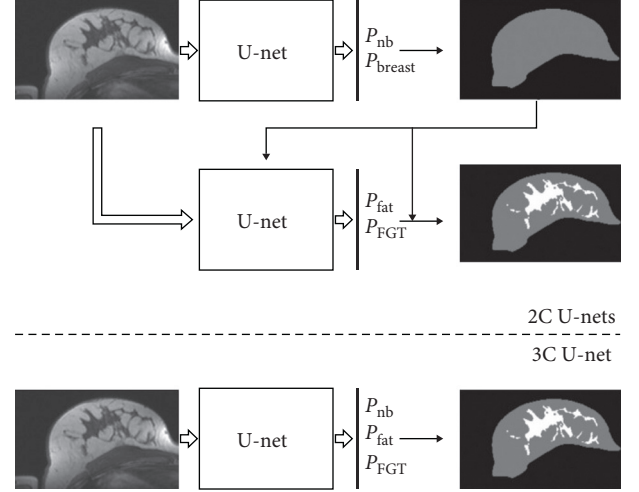 U-net
P_nb
P_breast
U-net
P_fat
P_FGT
2C U-nets
3C U-net
U-net
P_nb
P_fat
P_FGT